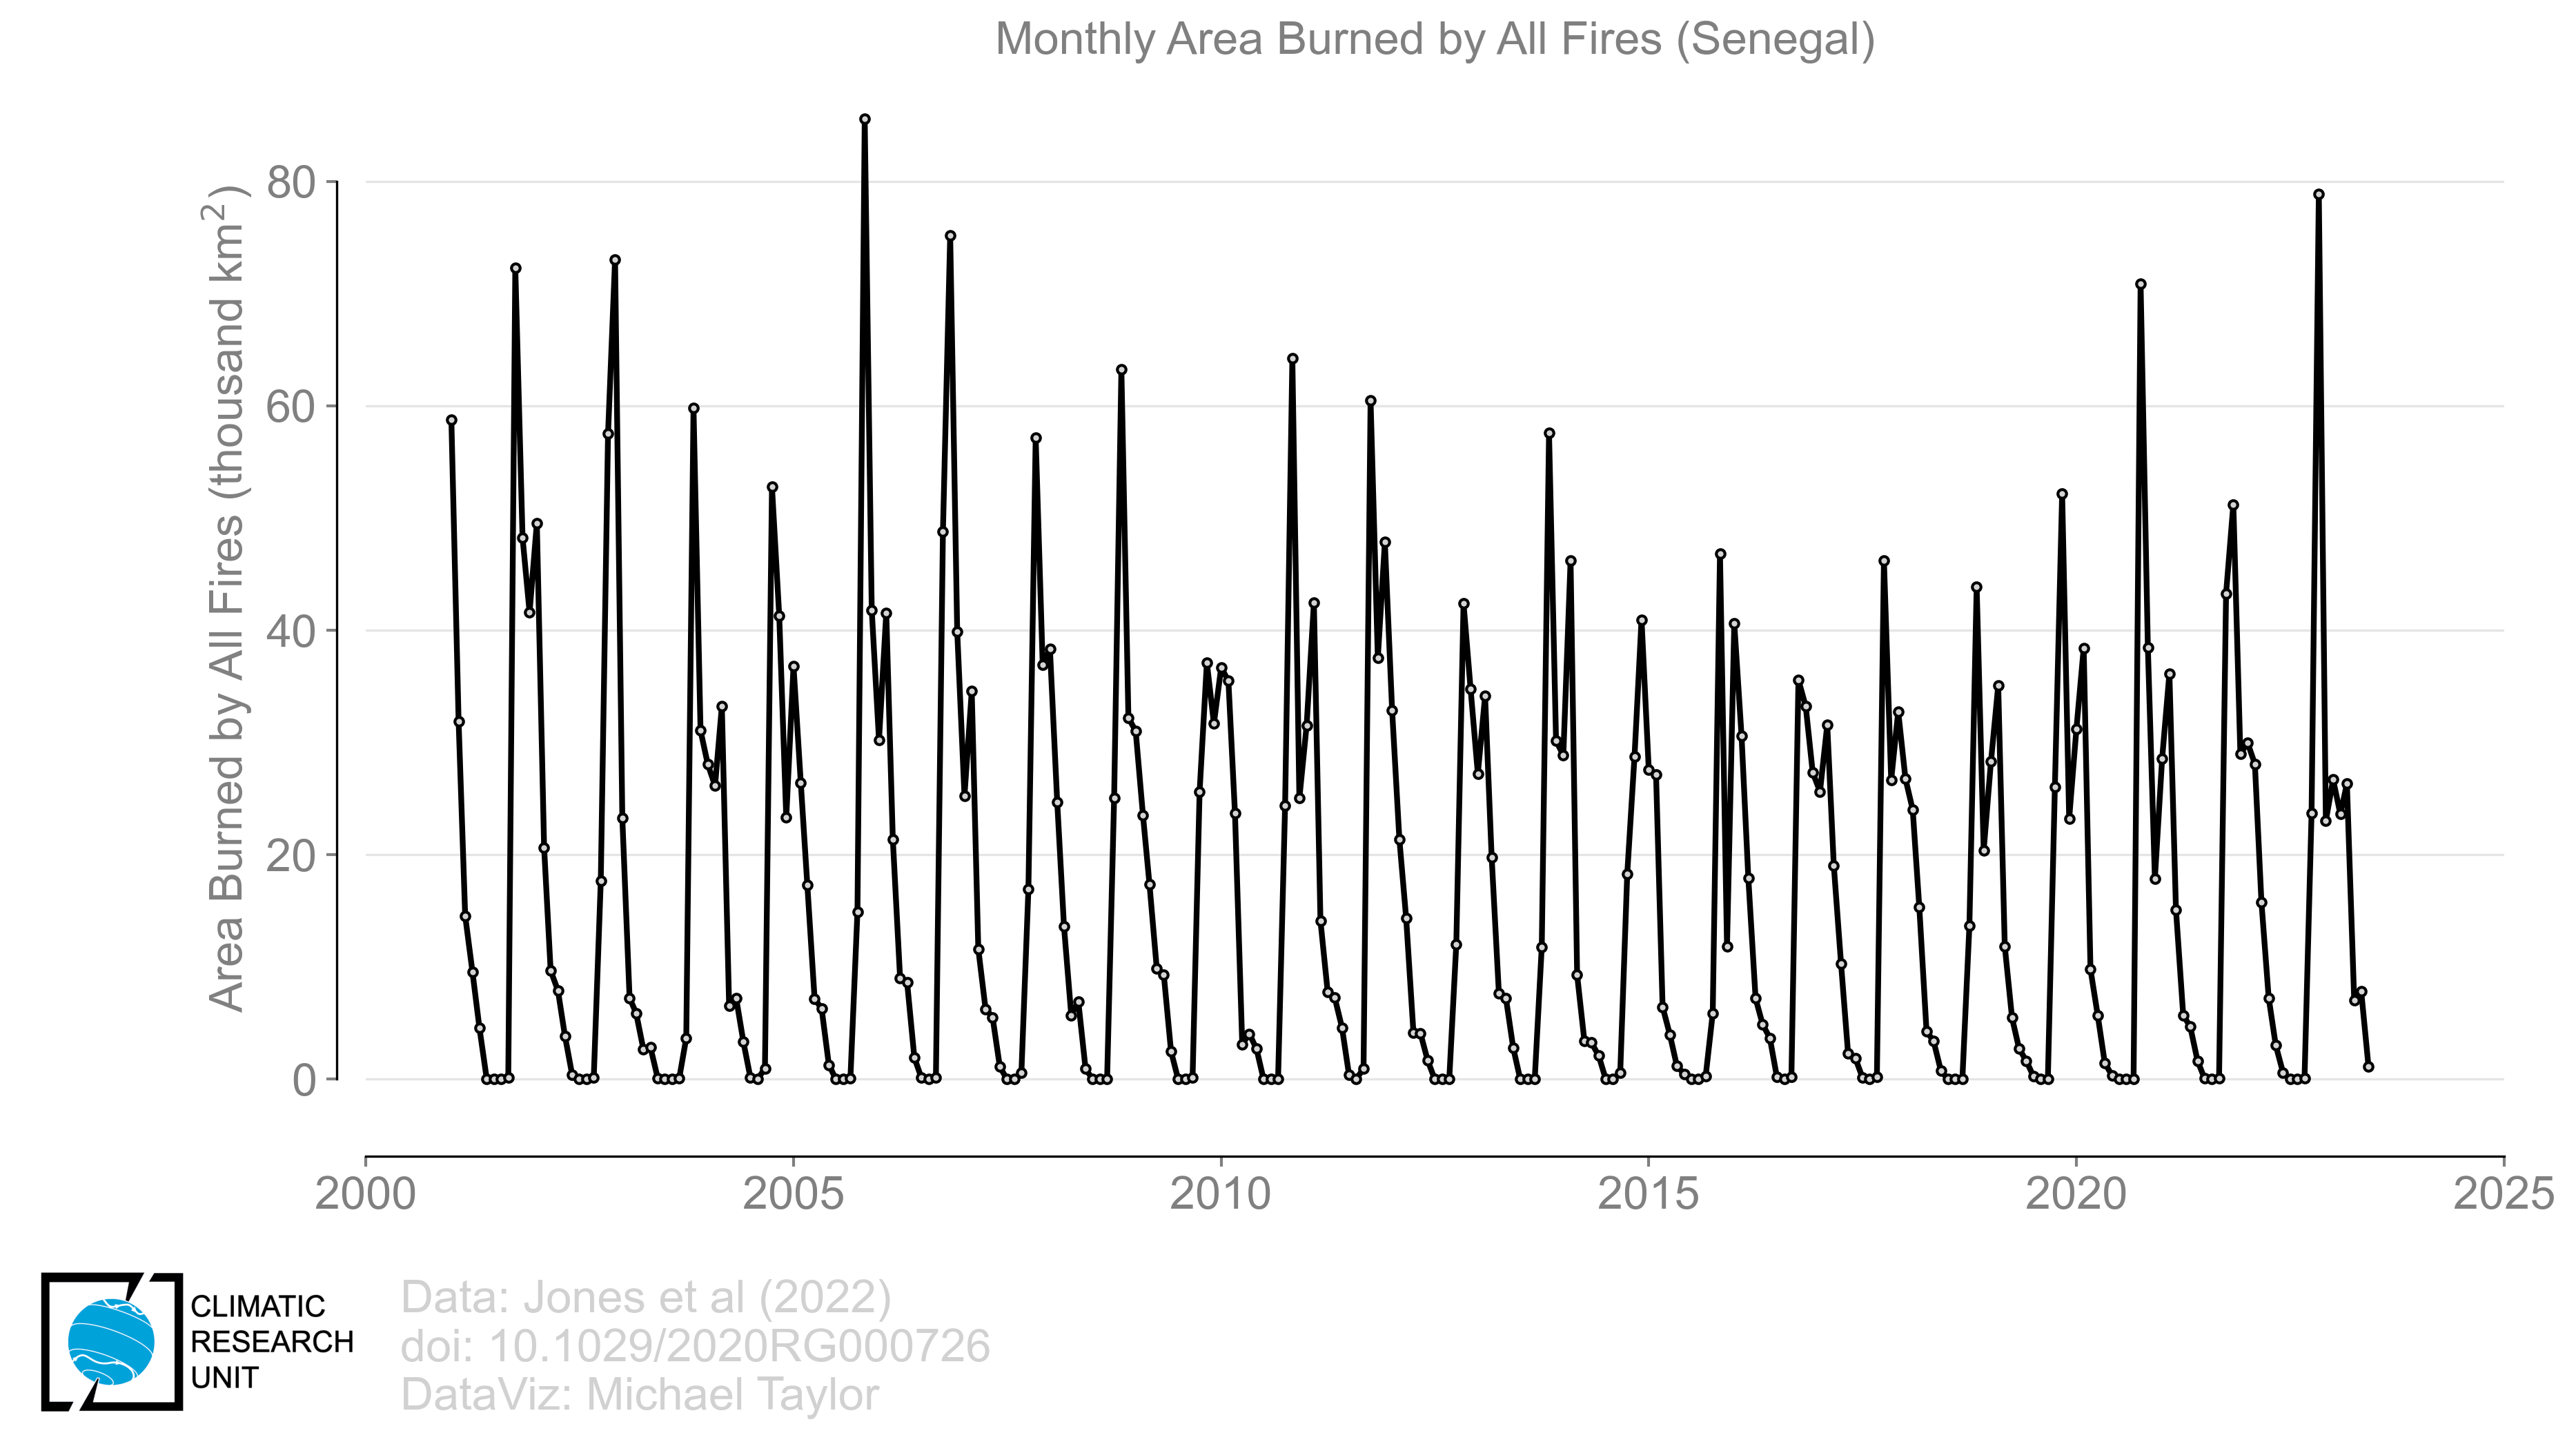 Monthly Area Burned by All Fires (Senegal)
Area Burned by All Fires (thousand km²)
80
60
40
20
0
2000 2005 2010 2015 2020 2025
CLIMATIC
RESEARCH
UNIT
Data: Jones et al (2022)
doi: 10.1029/2020RG000726
DataViz: Michael Taylor